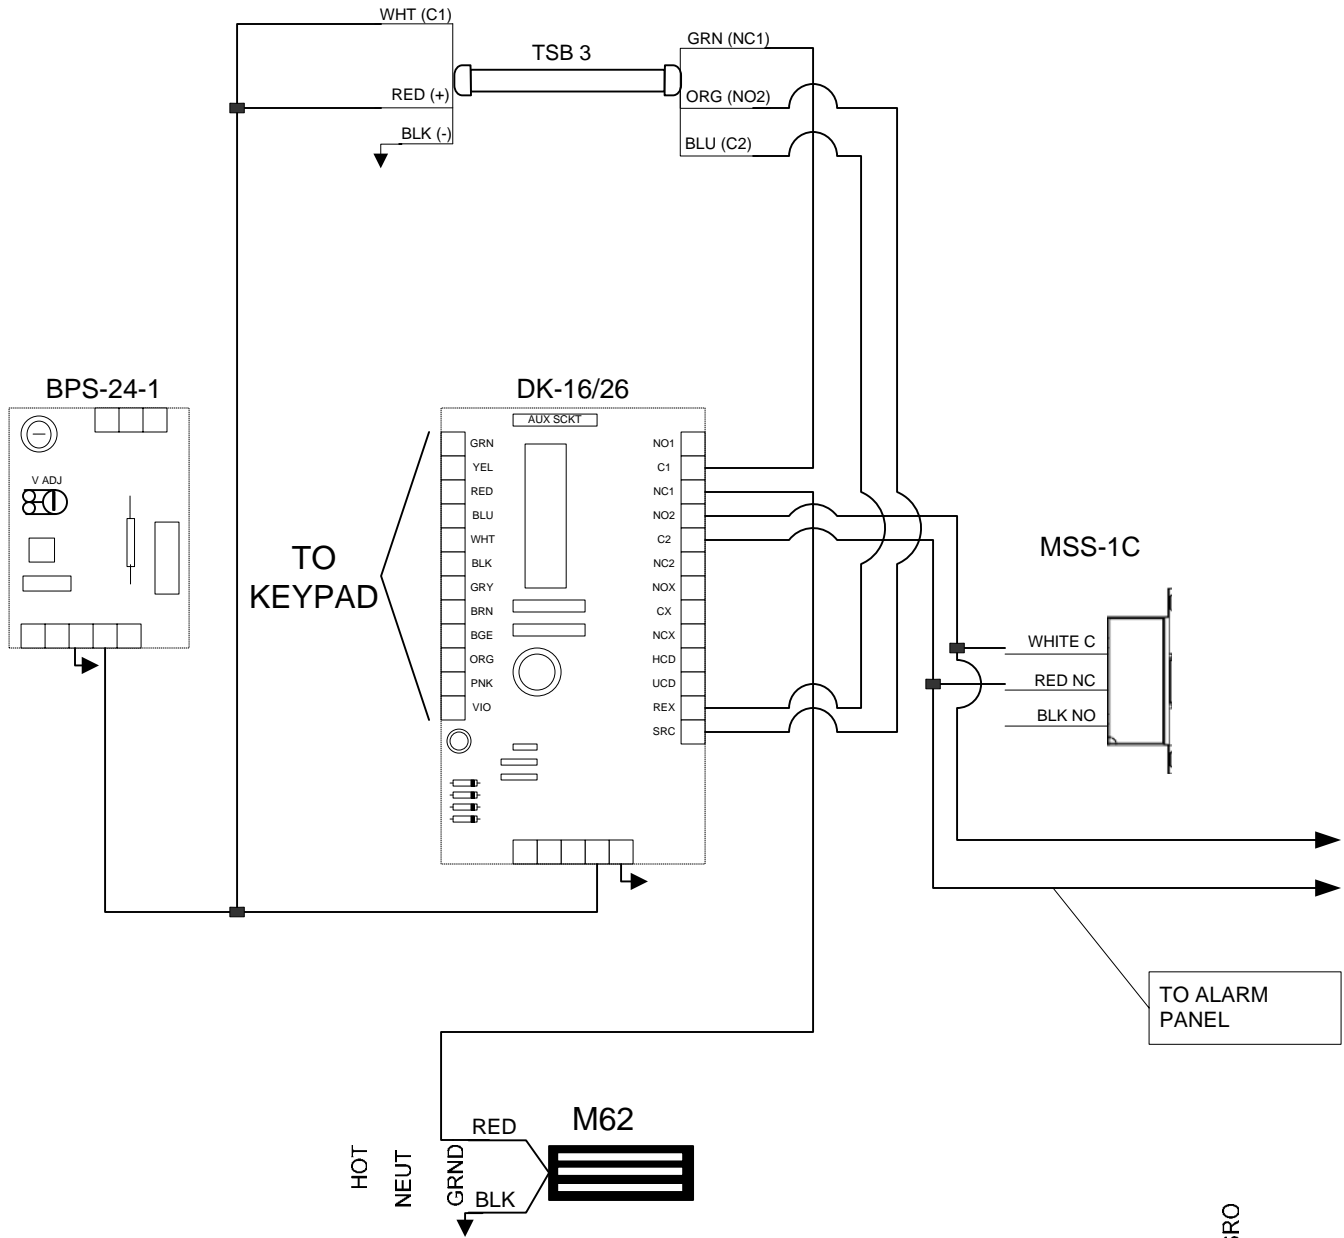 WHT (C1)
GRN (NC1)
TSB 3
RED (+)
ORG (NO2)
BLK (-)
BLU (C2)
BPS-24-1
DK-16/26
AUX SCKT
V ADJ
GRN
YEL
RED
BLU
WHT
BLK
GRY
BRN
BGE
ORG
PNK
VIO
NO1
C1
NC1
NO2
C2
NC2
NOX
CX
NCX
HCD
UCD
REX
SRC
TO
KEYPAD
MSS-1C
WHITE C
RED NC
BLK NO
TO ALARM
PANEL
M62
RED
BLK
HOT
NEUT
GRND